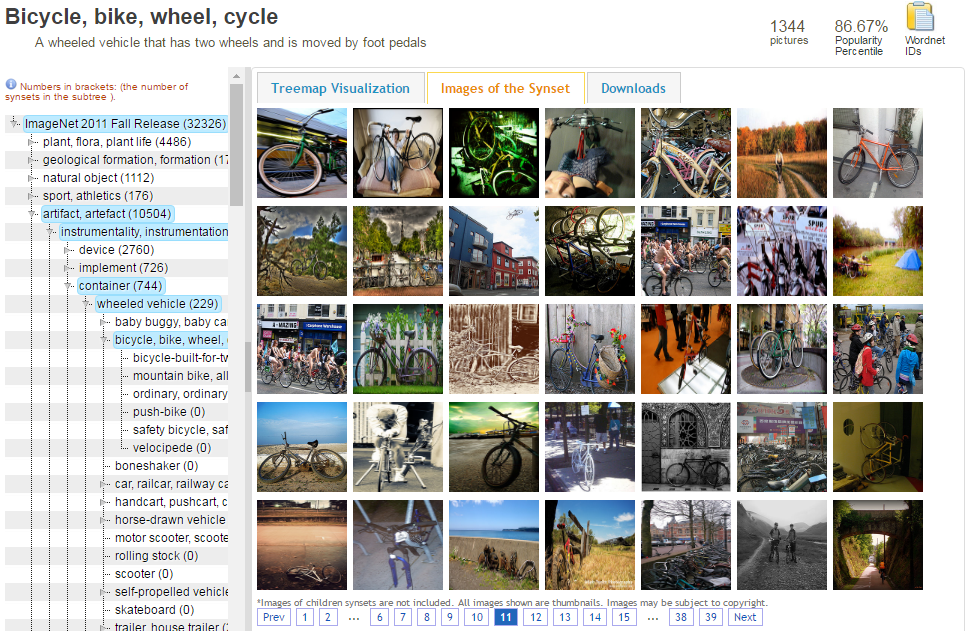 Bicycle, bike, wheel, cycle
A wheeled vehicle that has two wheels and is moved by foot pedals
1344
pictures
86.67%
Popularity
Percentile
Wordnet
IDs
Numbers in brackets: (the number of
synsets in the subtree ).
ImageNet 2011 Fall Release (32326)
plant, flora, plant life (4486)
geological formation, formation (17
natural object (1112)
sport, athletics (176)
artifact, artefact (10504)
instrumentality, instrumentation
device (2760)
implement (726)
container (744)
wheeled vehicle (229)
baby buggy, baby ca
bicycle, bike, wheel,
bicycle-built-for-tw
mountain bike, all
ordinary, ordinary
push-bike (0)
safety bicycle, saf
velocipede (0)
boneshaker (0)
car, railcar, railway ca
handcart, pushcart, c
horse-drawn vehicle
motor scooter, scoote
rolling stock (0)
scooter (0)
self-propelled vehicle
skateboard (0)
trailer, house trailer (
Treemap Visualization
Images of the Synset
Downloads
*Images of children synsets are not included. All images shown are thumbnails. Images may be subject to copyright.
Prev 1 2 ... 6 7 8 9 10 11 12 13 14 15 ... 38 39 Next